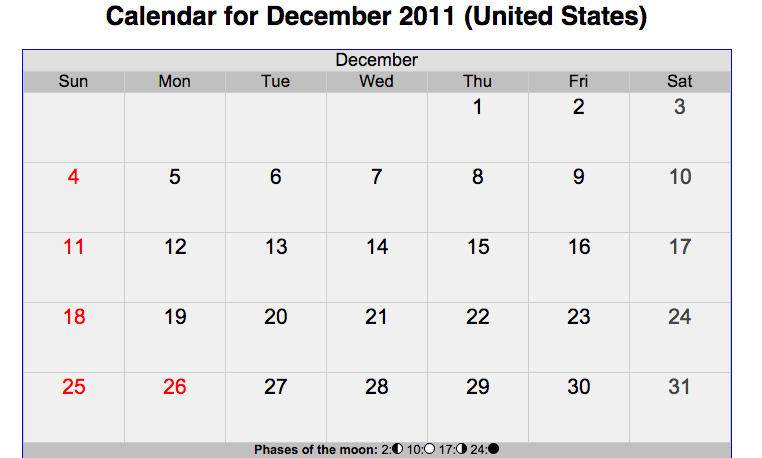 Calendar for December 2011 (United States)
December
Sun Mon Tue Wed Thu Fri Sat
1 2 3
4 5 6 7 8 9 10
11 12 13 14 15 16 17
18 19 20 21 22 23 24
25 26 27 28 29 30 31
Phases of the moon: 2: 10: 17: 24: